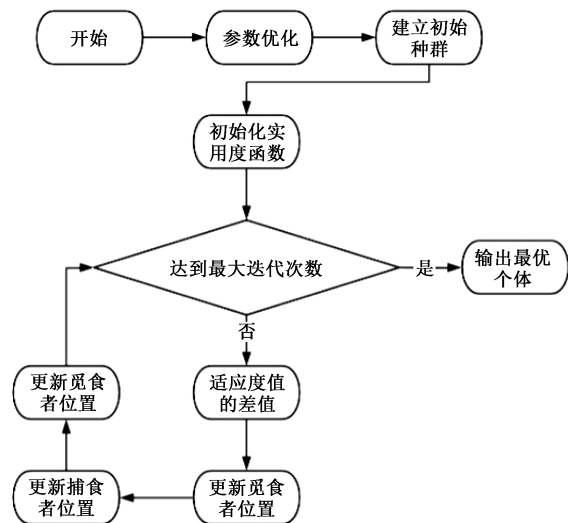 开始
参数优化
建立初始
种群
初始化实
用度函数
达到最大迭代次数
是
输出最优
个体
否
更新觅食
者位置
适应度值
的差值
更新捕食
者位置
更新觅食
者位置